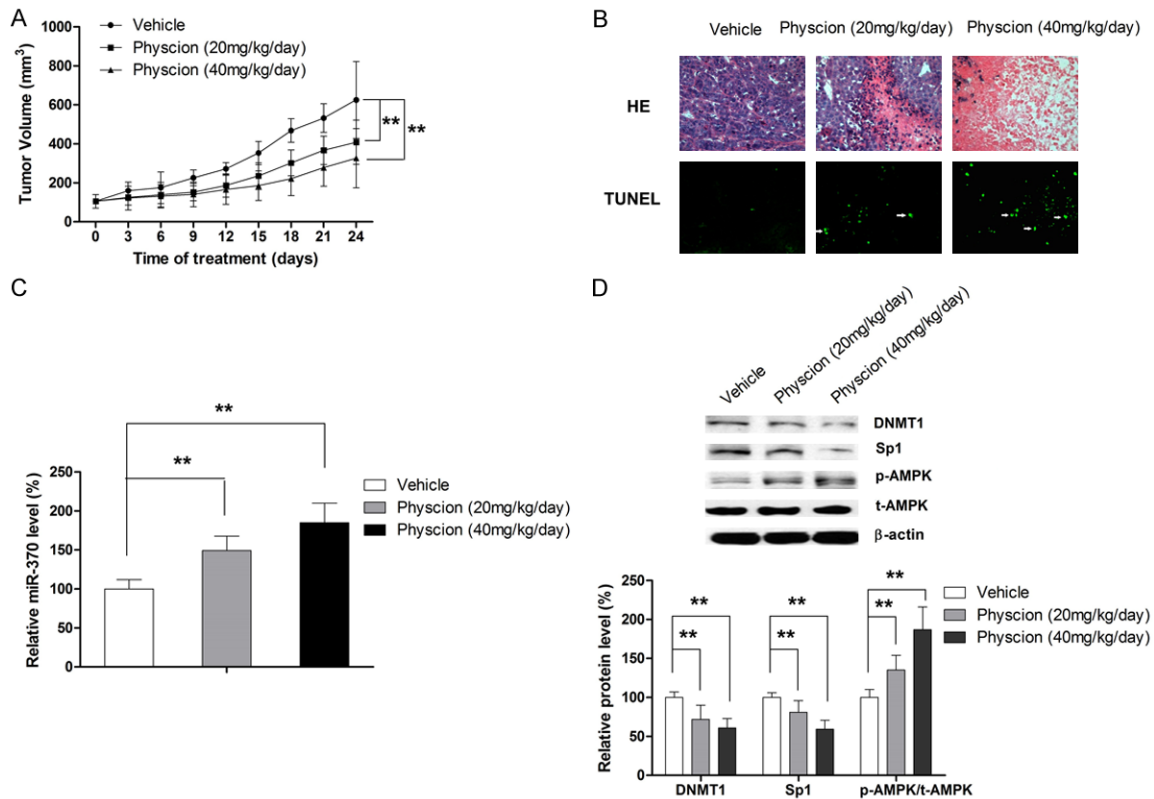 A
Tumor Volume (mm³)
1000
800
600
400
200
0
0 3 6 9 12 15 18 21 24
Time of treatment (days)
Vehicle
Physcion (20mg/kg/day)
Physcion (40mg/kg/day)
**
**
B
Vehicle Physcion (20mg/kg/day) Physcion (40mg/kg/day)
HE
TUNEL
C
Relative miR-370 level (%)
250
200
150
100
50
0
**
**
Vehicle
Physcion (20mg/kg/day)
Physcion (40mg/kg/day)
D
Vehicle
Physcion (20mg/kg/day)
Physcion (40mg/kg/day)
DNMT1
Sp1
p-AMPK
t-AMPK
β-actin
Relative protein level (%)
250
200
150
100
50
0
**
**
**
**
**
**
DNMT1 Sp1 p-AMPK/t-AMPK
Vehicle
Physcion (20mg/kg/day)
Physcion (40mg/kg/day)